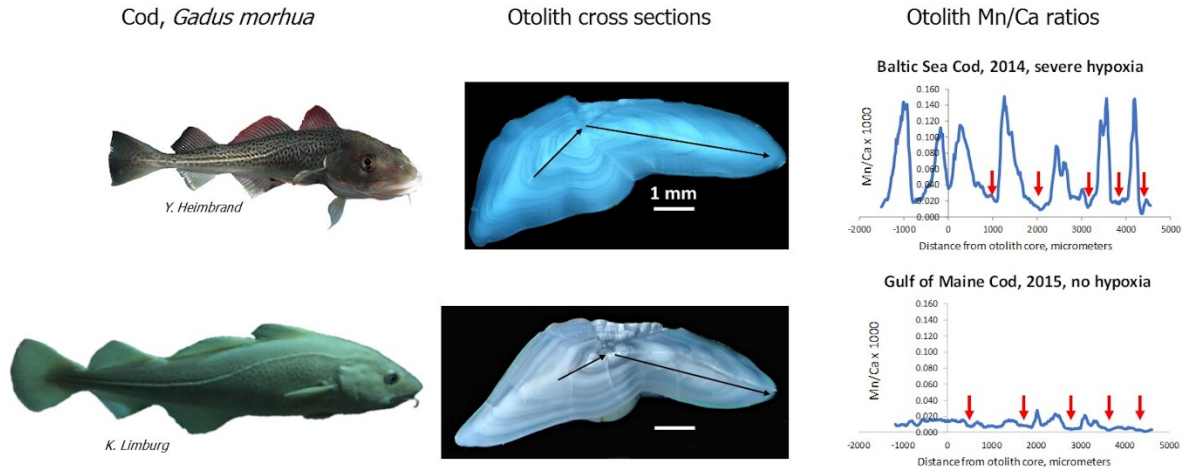 Cod, Gadus morhua
Otolith cross sections
Otolith Mn/Ca ratios
Y. Heimbrand
1 mm
Baltic Sea Cod, 2014, severe hypoxia
Mn/Ca x 1000
0.160
0.140
0.120
0.100
0.080
0.060
0.040
0.020
0.000
-2000 -1000 0 1000 2000 3000 4000 5000
Distance from otolith core, micrometers
K. Limburg
Gulf of Maine Cod, 2015, no hypoxia
Mn/Ca x 1000
0.160
0.140
0.120
0.100
0.080
0.060
0.040
0.020
0.000
-2000 -1000 0 1000 2000 3000 4000 5000
Distance from otolith core, micrometers